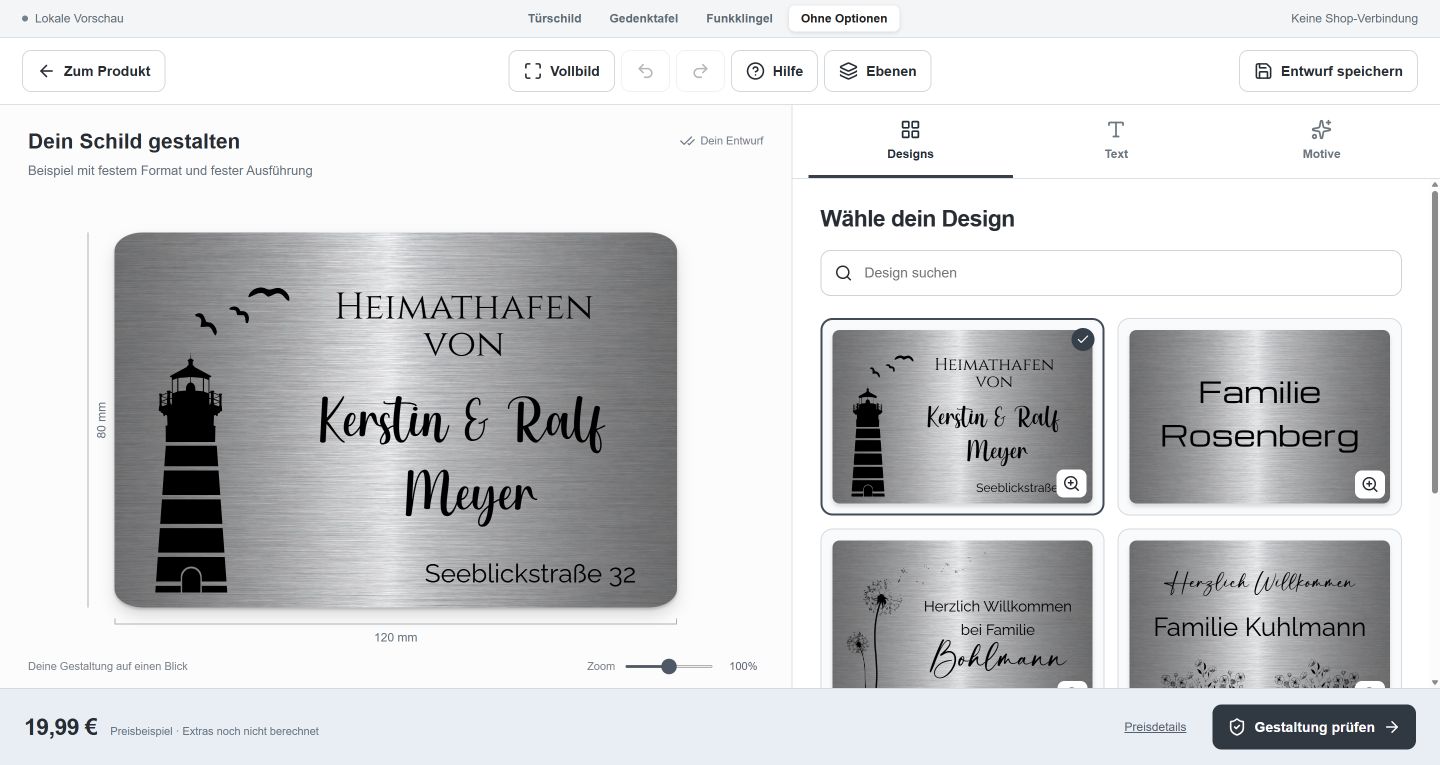 Lokale Vorschau
Türschild
Gedenktafel
Funkklingel
Ohne Optionen
Keine Shop-Verbindung
Zum Produkt
Vollbild
Hilfe
Ebenen
Entwurf speichern
Dein Schild gestalten
Dein Entwurf
Beispiel mit festem Format und fester Ausführung
80 mm
Heimathafen
von
Kerstin & Ralf
Meyer
Seeblickstraße 32
120 mm
Deine Gestaltung auf einen Blick
Zoom
100%
Designs
Text
Motive
Wähle dein Design
Design suchen
Heimathafen
von
Kerstin & Ralf
Meyer
Seeblickstraße
Familie
Rosenberg
Herzlich Willkommen
bei Familie
Bohlmann
Herzlich Willkommen
Familie Kuhlmann
19,99 €
Preisbeispiel · Extras noch nicht berechnet
Preisdetails
Gestaltung prüfen